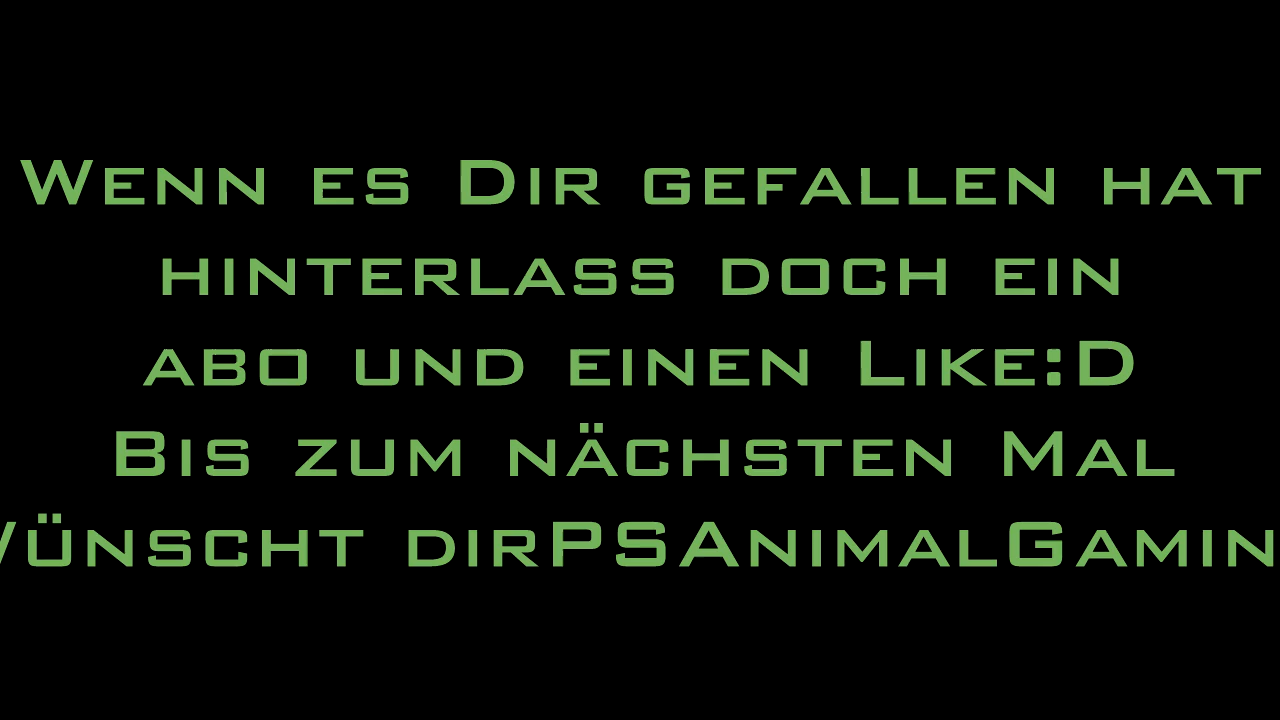 Wenn es Dir gefallen hat
hinterlass doch ein
abo und einen Like:D
Bis zum nächsten Mal
Wünscht dirPSAnimalGamin